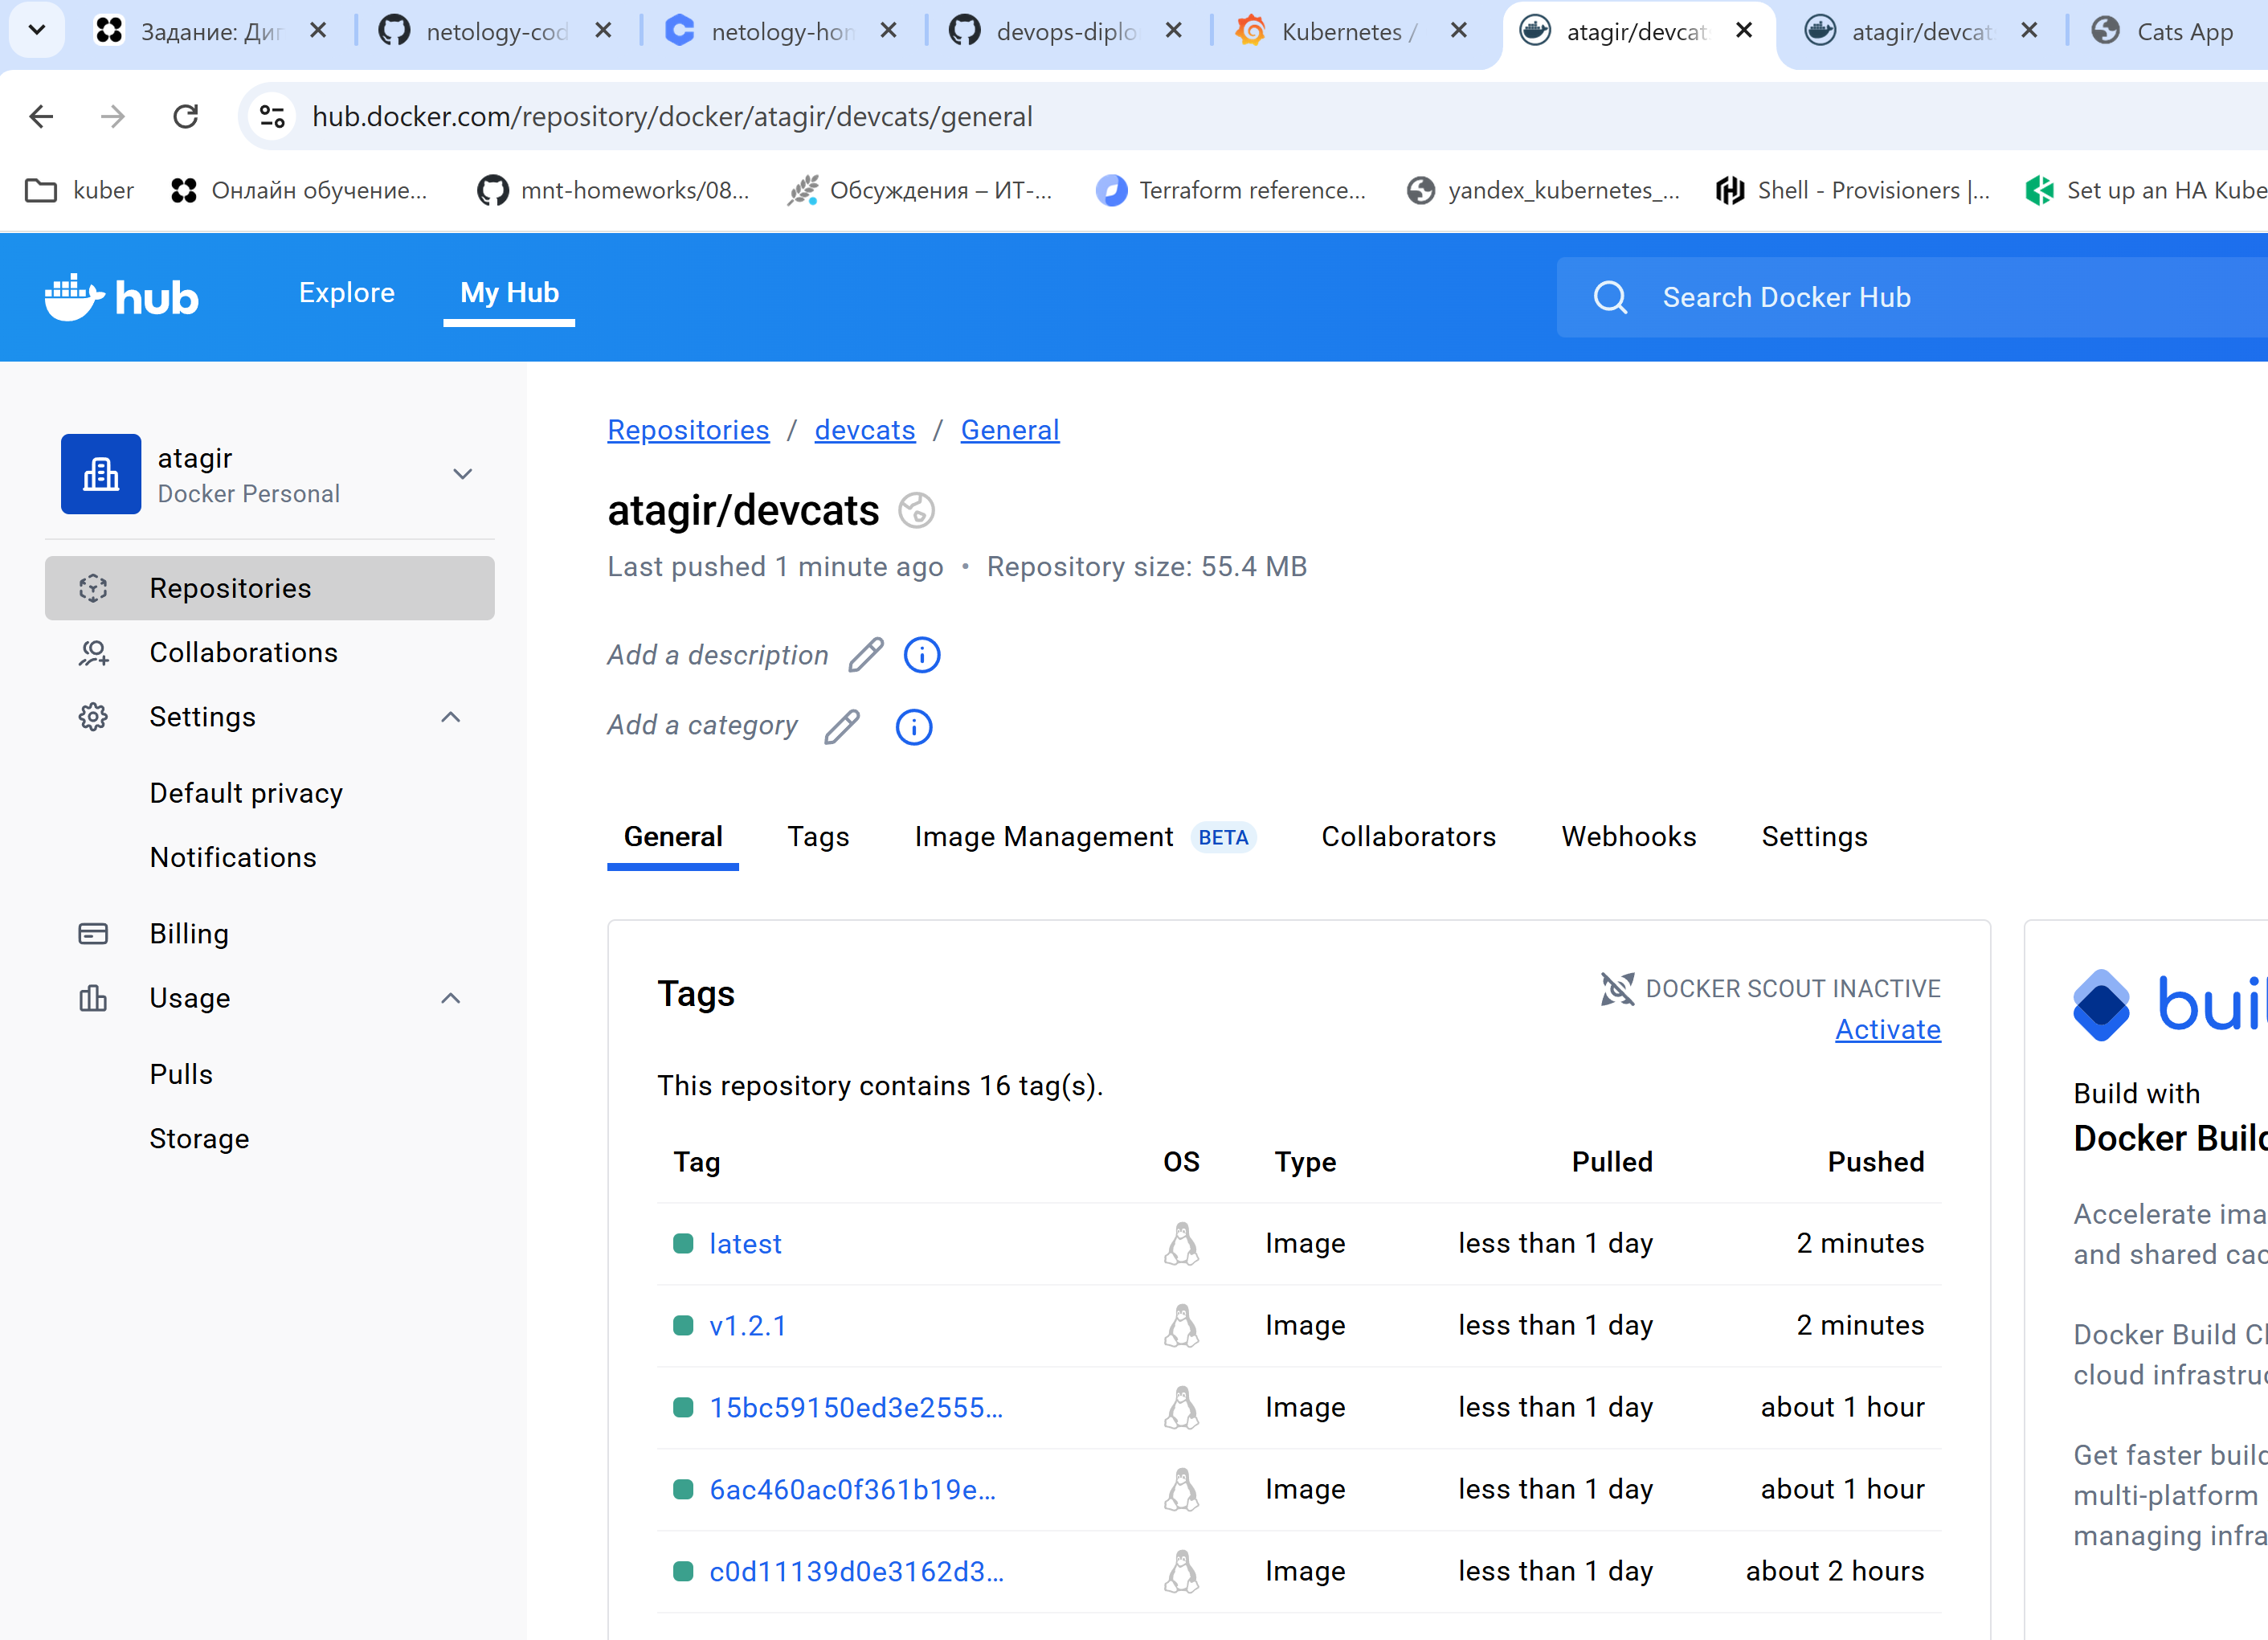 Задание: Дип
netology-cod
netology-hon
devops-diplo
Kubernetes /
atagir/devcat
atagir/devcat
Cats App
hub.docker.com/repository/docker/atagir/devcats/general
kuber
Онлайн обучение...
mnt-homeworks/08...
Обсуждения – ИТ-...
Terraform reference...
yandex_kubernetes_...
Shell - Provisioners |...
Set up an HA Kube
hub
Explore
My Hub
Search Docker Hub
atagir
Docker Personal
Repositories
Collaborations
Settings
Default privacy
Notifications
Billing
Usage
Pulls
Storage
Repositories / devcats / General
atagir/devcats
Last pushed 1 minute ago • Repository size: 55.4 MB
Add a description
Add a category
General Tags Image Management BETA Collaborators Webhooks Settings
Tags
DOCKER SCOUT INACTIVE
Activate
This repository contains 16 tag(s).
Tag OS Type Pulled Pushed
latest Image less than 1 day 2 minutes
v1.2.1 Image less than 1 day 2 minutes
15bc59150ed3e2555... Image less than 1 day about 1 hour
6ac460ac0f361b19e... Image less than 1 day about 1 hour
c0d11139d0e3162d3... Image less than 1 day about 2 hours
buil
Build with
Docker Build
Accelerate ima
and shared cac
Docker Build Cl
cloud infrastruc
Get faster build
multi-platform
managing infra